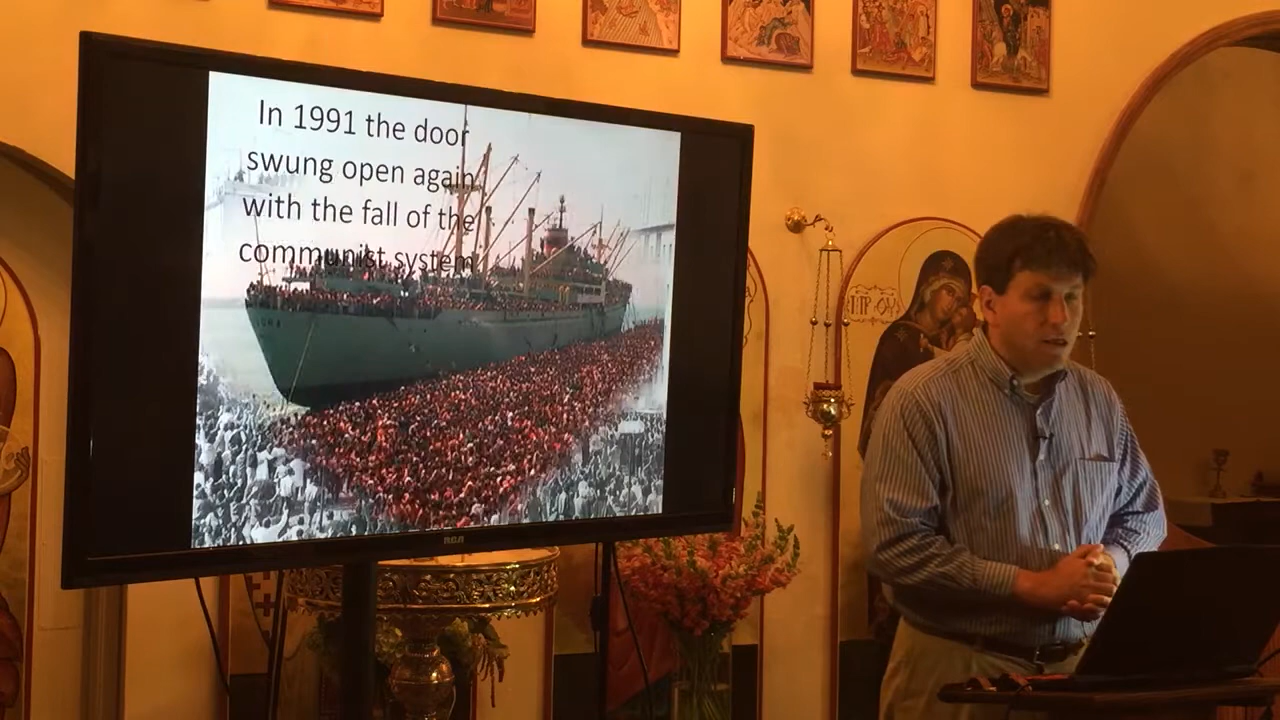 In 1991 the door
swung open again
with the fall of the
communist system
RCA